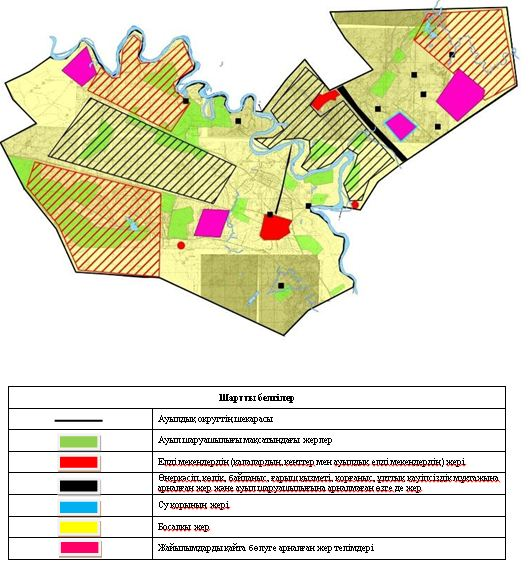 Шартты белгілер
Ауылдық округтің шекарасы
Ауыл шаруашылығы мақсатындағы жерлер
Елді мекендердің (қалалардың, кенттер мен ауылдық елді мекендердің) жері
Өнеркәсіп, көлік, байланыс, ғарыш қызметі, қорғаныс, ұлттық қауіпсіздік мұқтажына
арналған жер және ауыл шаруашылығына арналмаған өзге де жер
Су қорының жері
Босалқы жер
Жайылымдарды қайта бөлуге арналған жер телімдері